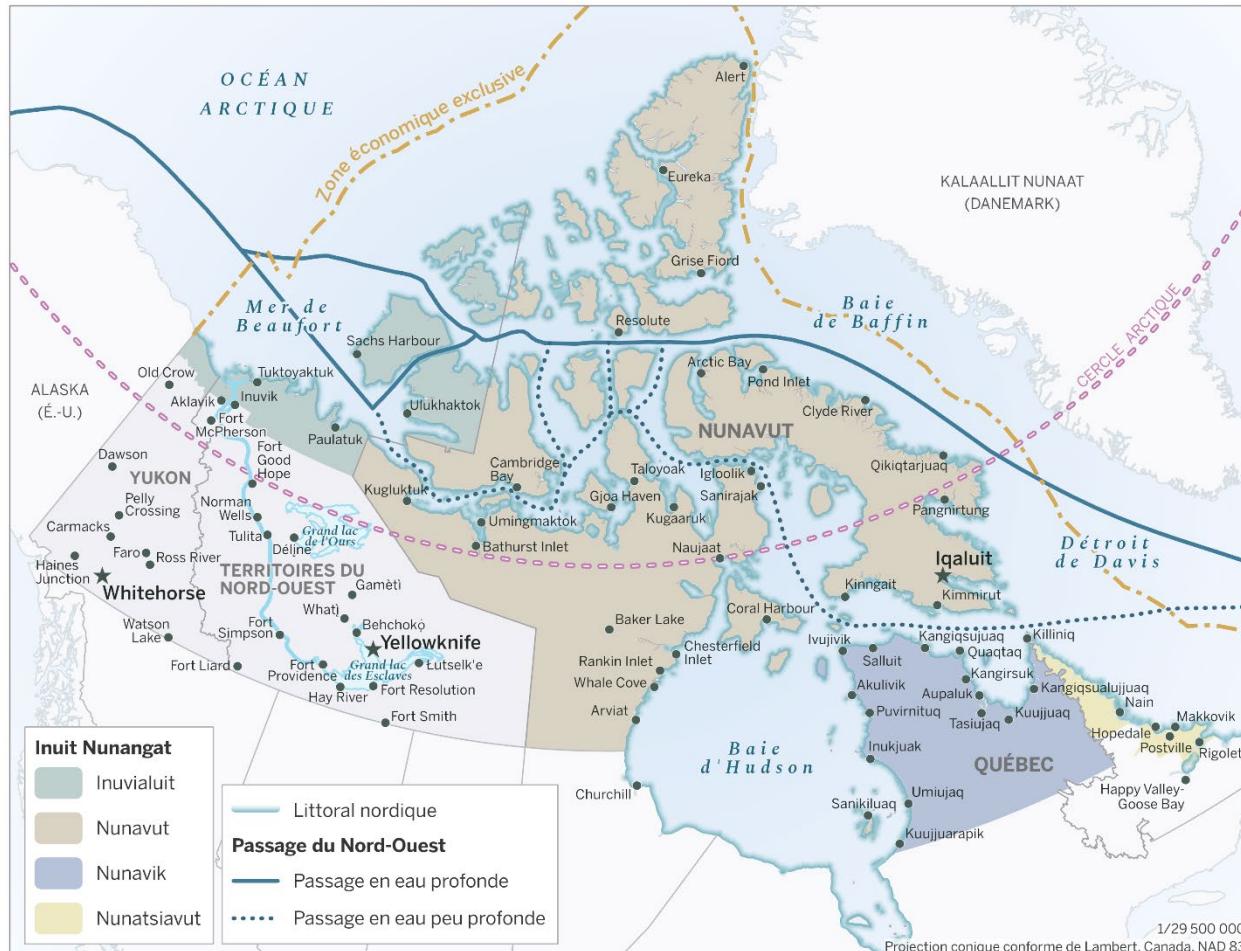 OCÉAN
ARCTIQUE
Zone économique exclusive
Alert
Eureka
KALAALLIT NUNAAT
(DANEMARK)
Grise Fiord
Mer de
Beaufort
Baie
de Baffin
CERCLE ARCTIQUE
Resolute
Sachs Harbour
Arctic Bay
Pond Inlet
Old Crow
Tuktoyaktuk
ALASKA
(É.-U.)
Aklavik
Inuvik
Ulukhaktok
Clyde River
Fort
McPherson
Paulatuk
NUNAVUT
Fort
Good
Hope
Dawson
YUKON
Cambridge
Bay
Taloyoak
Igloolik
Qikiqtarjuaq
Kugluktuk
Gjoa Haven
Sanirajak
Pelly
Crossing
Norman
Wells
Umingmaktok
Kugaaruk
Pangnirtung
Carmacks
Tulita
Grand lac
de l'Ours
Bathurst Inlet
Faro
Ross River
Déline
Naujaat
Iqaluit
Détroit
de Davis
Haines
Junction
Whitehorse
TERRITOIRES DU
NORD-OUEST
Gamètì
Kinngait
Kimmirut
Whatì
Watson
Lake
Fort
Simpson
Behchokǫ̀
Yellowknife
Baker Lake
Coral Harbour
Fort Liard
Fort
Providence
Grand lac
des Esclaves
Łutselk'e
Chesterfield
Inlet
Ivujivik
Kangiqsujuaq
Killiniq
Rankin Inlet
Salluit
Quaqtaq
Hay River
Fort Resolution
Whale Cove
Kangirsuk
Akulivik
Aupaluk
Kangiqsualujjuaq
Fort Smith
Arviat
Puvirnituq
Tasiujaq
Kuujjuaq
Nain
Makkovik
Hopedale
Postville
Rigolet
Baie
d'Hudson
Inukjuak
QUÉBEC
Churchill
Sanikiluaq
Umiujaq
Happy Valley-
Goose Bay
Kuujjuarapik
Inuit Nunangat
Inuvialuit
Nunavut
Nunavik
Nunatsiavut
Littoral nordique
Passage du Nord-Ouest
Passage en eau profonde
Passage en eau peu profonde
1/29 500 000
Projection conique conforme de Lambert, Canada, NAD 83